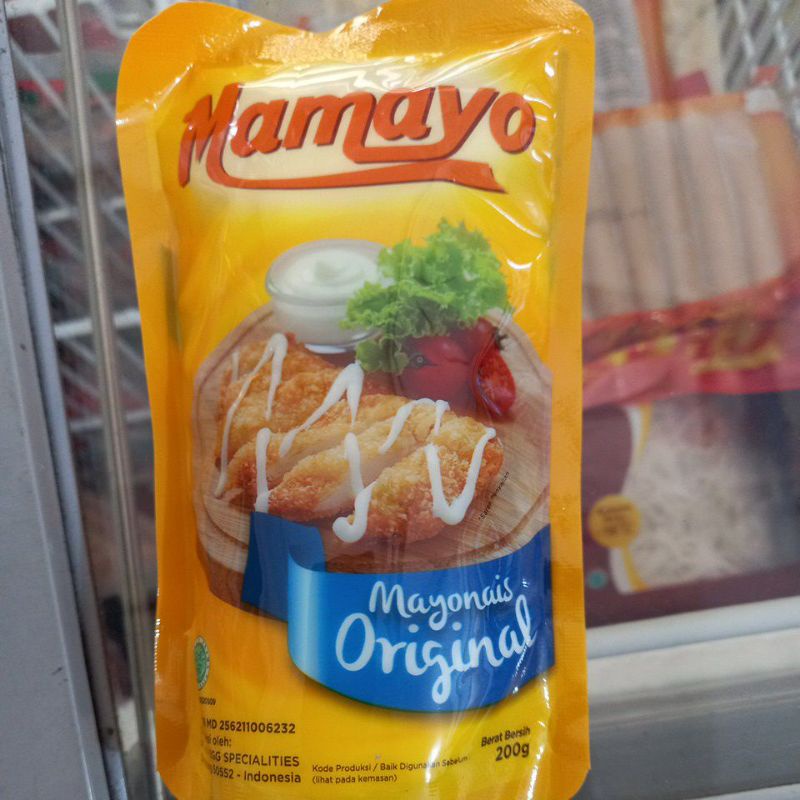 Mamayo
Mayonais
Original
MD 256211006232
oleh:
SPECIALITIES
- Indonesia
Kode Produksi / Baik Digunakan Sebelum
(lihat pada kemasan)
Berat Bersih
200g